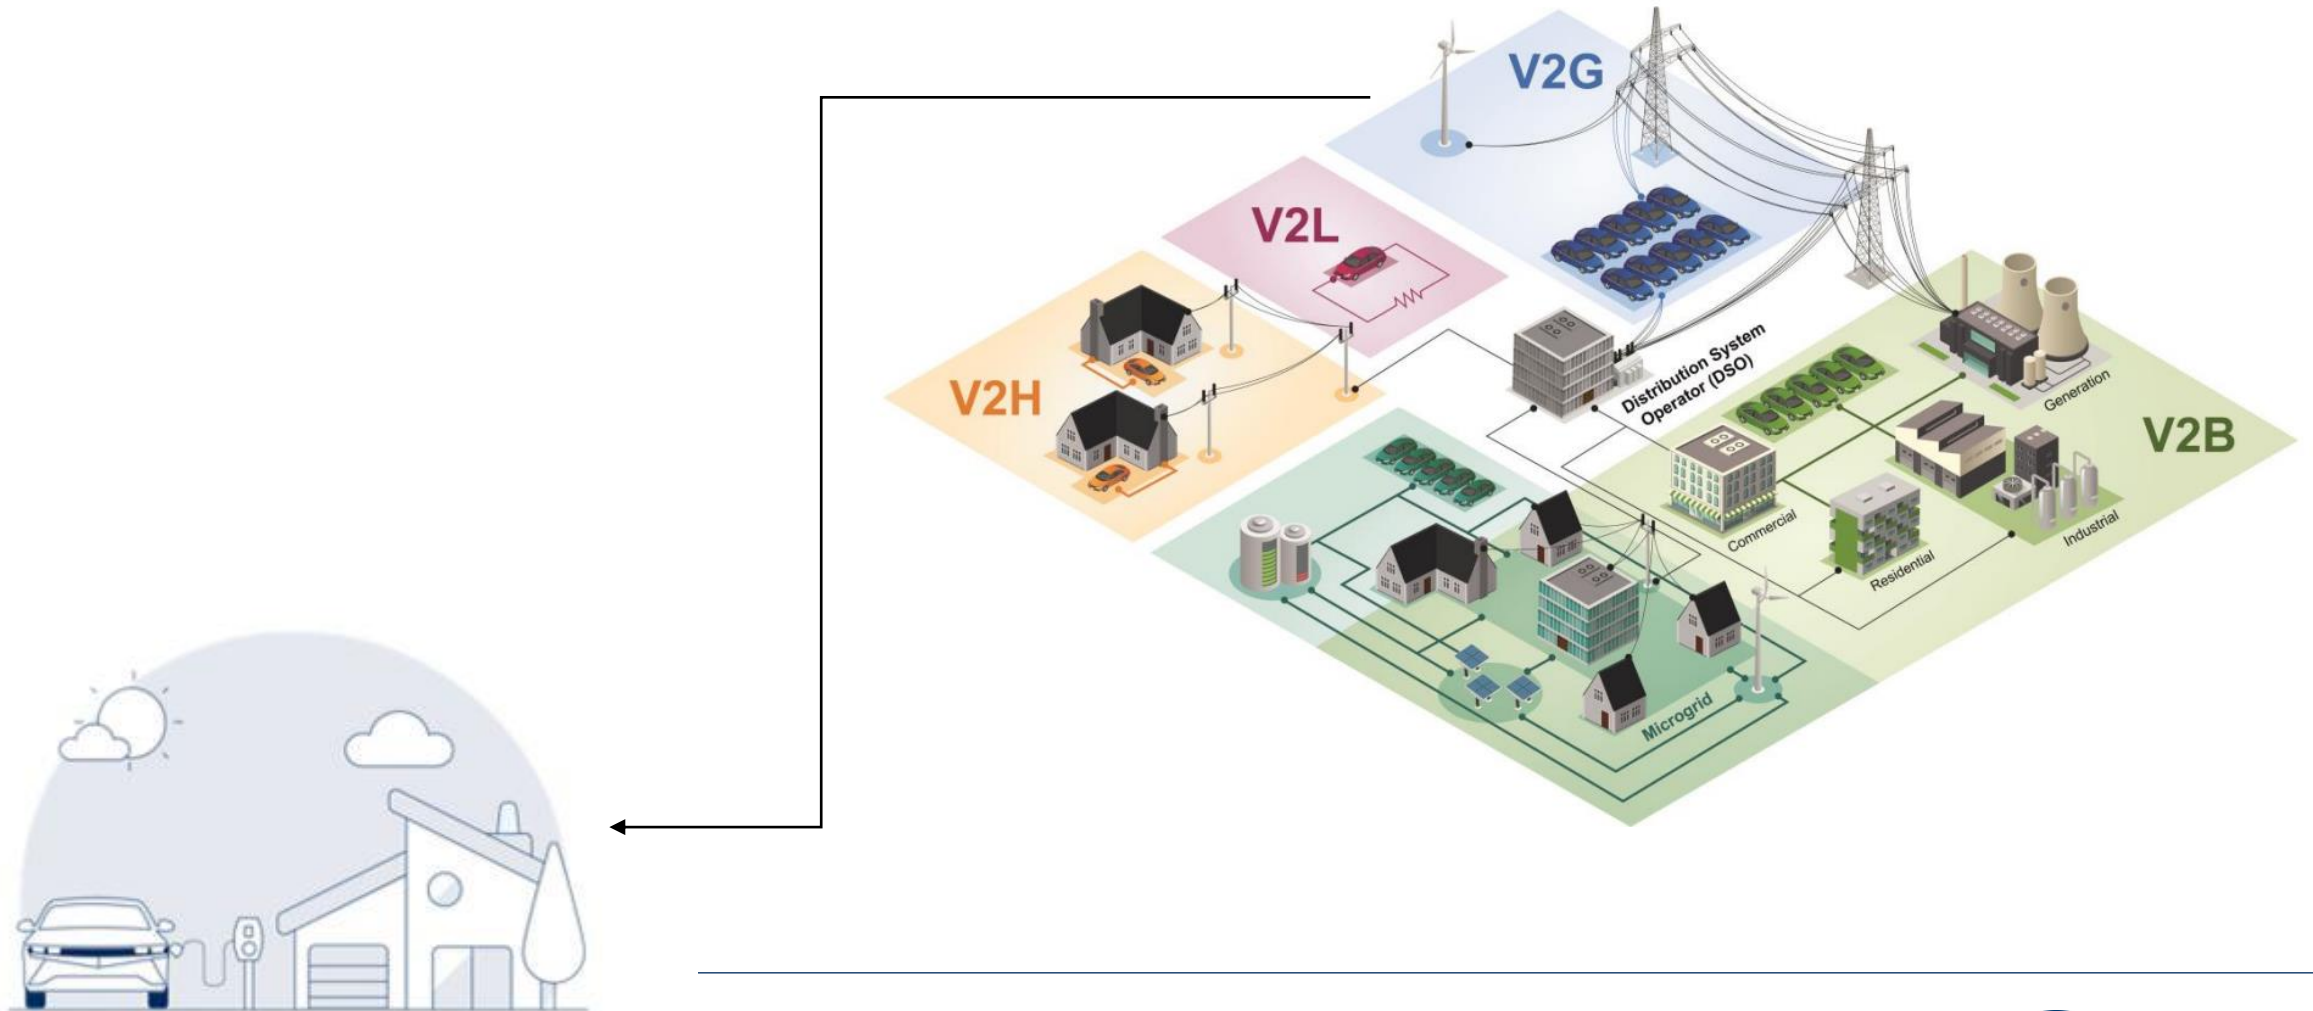 V2G
V2L
V2H
Distribution System
Operator (DSO)
Generation
V2B
Commercial
Residential
Industrial
Microgrid